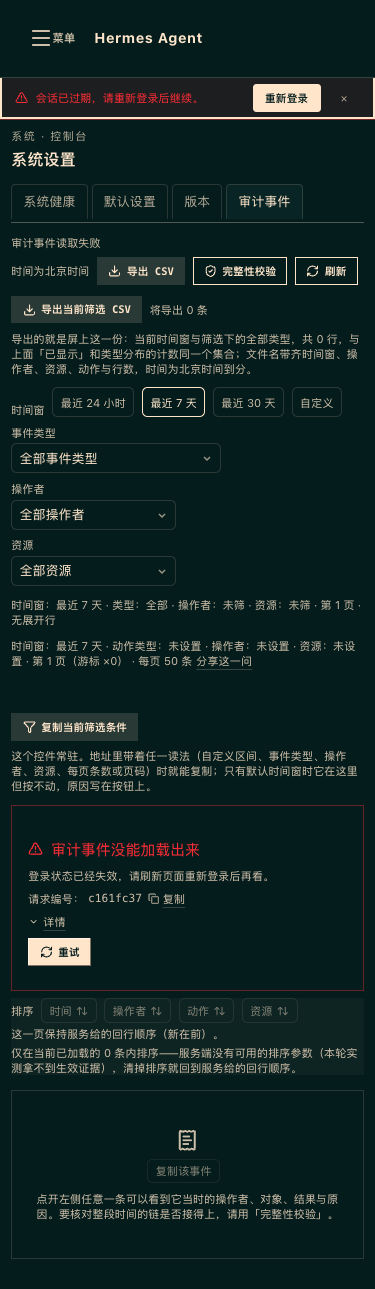 菜单 Hermes Agent
会话已过期，请重新登录后继续。 重新登录 ×
系统 · 控制台
系统设置
系统健康 默认设置 版本 审计事件
审计事件读取失败
时间为北京时间 导出 CSV 完整性校验 刷新
导出当前筛选 CSV 将导出 0 条
导出的就是屏上这一份：当前时间窗与筛选下的全部类型，共 0 行，与
上面「已显示」和类型分布的计数同一个集合；文件名带齐时间窗、操
作者、资源、动作与行数，时间为北京时间到分。
时间窗 最近 24 小时 最近 7 天 最近 30 天 自定义
事件类型
全部事件类型
操作者
全部操作者
资源
全部资源
时间窗：最近 7 天 · 类型：全部 · 操作者：未筛 · 资源：未筛 · 第 1 页 ·
无展开行
时间窗：最近 7 天 · 动作类型：未设置 · 操作者：未设置 · 资源：未设
置 · 第 1 页（游标 ×0） · 每页 50 条 分享这一问
复制当前筛选条件
这个控件常驻。地址里带着任一读法（自定义区间、事件类型、操作
者、资源、每页条数或页码）时就能复制；只有默认时间窗时它在这里
但按不动，原因写在按钮上。
审计事件没能加载出来
登录状态已经失效，请刷新页面重新登录后再看。
请求编号： c161fc37 复制
详情
重试
排序 时间 操作者 动作 资源
这一页保持服务给的回行顺序（新在前）。
仅在当前已加载的 0 条内排序——服务端没有可用的排序参数（本轮实
测拿不到生效证据），清掉排序就回到服务给的回行顺序。
复制该事件
点开左侧任意一条可以看到它当时的操作者、对象、结果与原
因。要核对整段时间的链是否接得上，请用「完整性校验」。